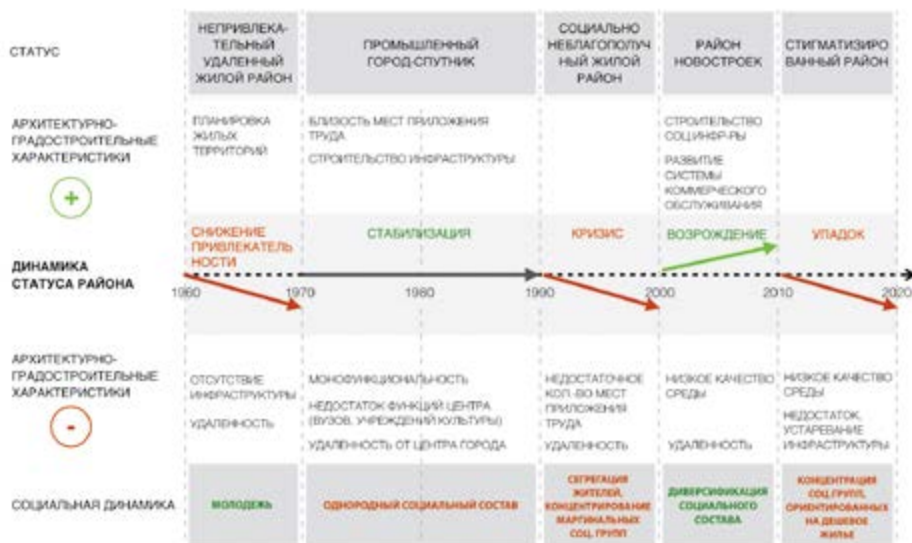 СТАТУС
НЕПРИВЛЕКА-
ТЕЛЬНЫЙ
УДАЛЕННЫЙ
ЖИЛОЙ РАЙОН
ПРОМЫШЛЕННЫЙ
ГОРОД-СПУТНИК
СОЦИАЛЬНО
НЕБЛАГОПОЛУЧ
НЫЙ ЖИЛОЙ
РАЙОН
РАЙОН
НОВОСТРОЕК
СТИГМАТИЗИРО
ВАННЫЙ РАЙОН
АРХИТЕКТУРНО-
ГРАДОСТРОИТЕЛЬНЫЕ
ХАРАКТЕРИСТИКИ
+
ПЛАНИРОВКА
ЖИЛЫХ
ТЕРРИТОРИЙ
БЛИЗОСТЬ МЕСТ ПРИЛОЖЕНИЯ
ТРУДА
СТРОИТЕЛЬСТВО ИНФРАСТРУКТУРЫ
СТРОИТЕЛЬСТВО
СОЦ.ИНФР-РЫ
РАЗВИТИЕ
СИСТЕМЫ
КОММЕРЧЕСКОГО
ОБСЛУЖИВАНИЯ
ДИНАМИКА
СТАТУСА РАЙОНА
СНИЖЕНИЕ
ПРИВЛЕКАТЕЛЬ
НОСТИ
СТАБИЛИЗАЦИЯ
КРИЗИС
ВОЗРОЖДЕНИЕ
УПАДОК
1960 1970 1980 1990 2000 2010 2020
АРХИТЕКТУРНО-
ГРАДОСТРОИТЕЛЬНЫЕ
ХАРАКТЕРИСТИКИ
-
ОТСУТСТВИЕ
ИНФРАСТРУКТУРЫ
УДАЛЕННОСТЬ
МОНОФУНКЦИОНАЛЬНОСТЬ
НЕДОСТАТОК ФУНКЦИЙ ЦЕНТРА
(ВУЗОВ, УЧРЕЖДЕНИЙ КУЛЬТУРЫ)
УДАЛЕННОСТЬ ОТ ЦЕНТРА ГОРОДА
НЕДОСТАТОЧНОЕ
КОЛ.-ВО МЕСТ
ПРИЛОЖЕНИЯ
ТРУДА
УДАЛЕННОСТЬ
НИЗКОЕ КАЧЕСТВО
СРЕДЫ
УДАЛЕННОСТЬ
НИЗКОЕ КАЧЕСТВО
СРЕДЫ
НЕДОСТАТОК,
УСТАРЕВАНИЕ
ИНФРАСТРУКТУРЫ
СОЦИАЛЬНАЯ ДИНАМИКА
МОЛОДЕЖЬ
ОДНОРОДНЫЙ СОЦИАЛЬНЫЙ СОСТАВ
СЕГРЕГАЦИЯ
ЖИТЕЛЕЙ,
КОНЦЕНТРИРОВАНИЕ
МАРГИНАЛЬНЫХ
СОЦ. ГРУПП
ДИВЕРСИФИКАЦИЯ
СОЦИАЛЬНОГО
СОСТАВА
КОНЦЕНТРАЦИЯ
СОЦ.ГРУПП,
ОРИЕНТИРОВАННЫХ
НА ДЕШЕВОЕ
ЖИЛЬЕ